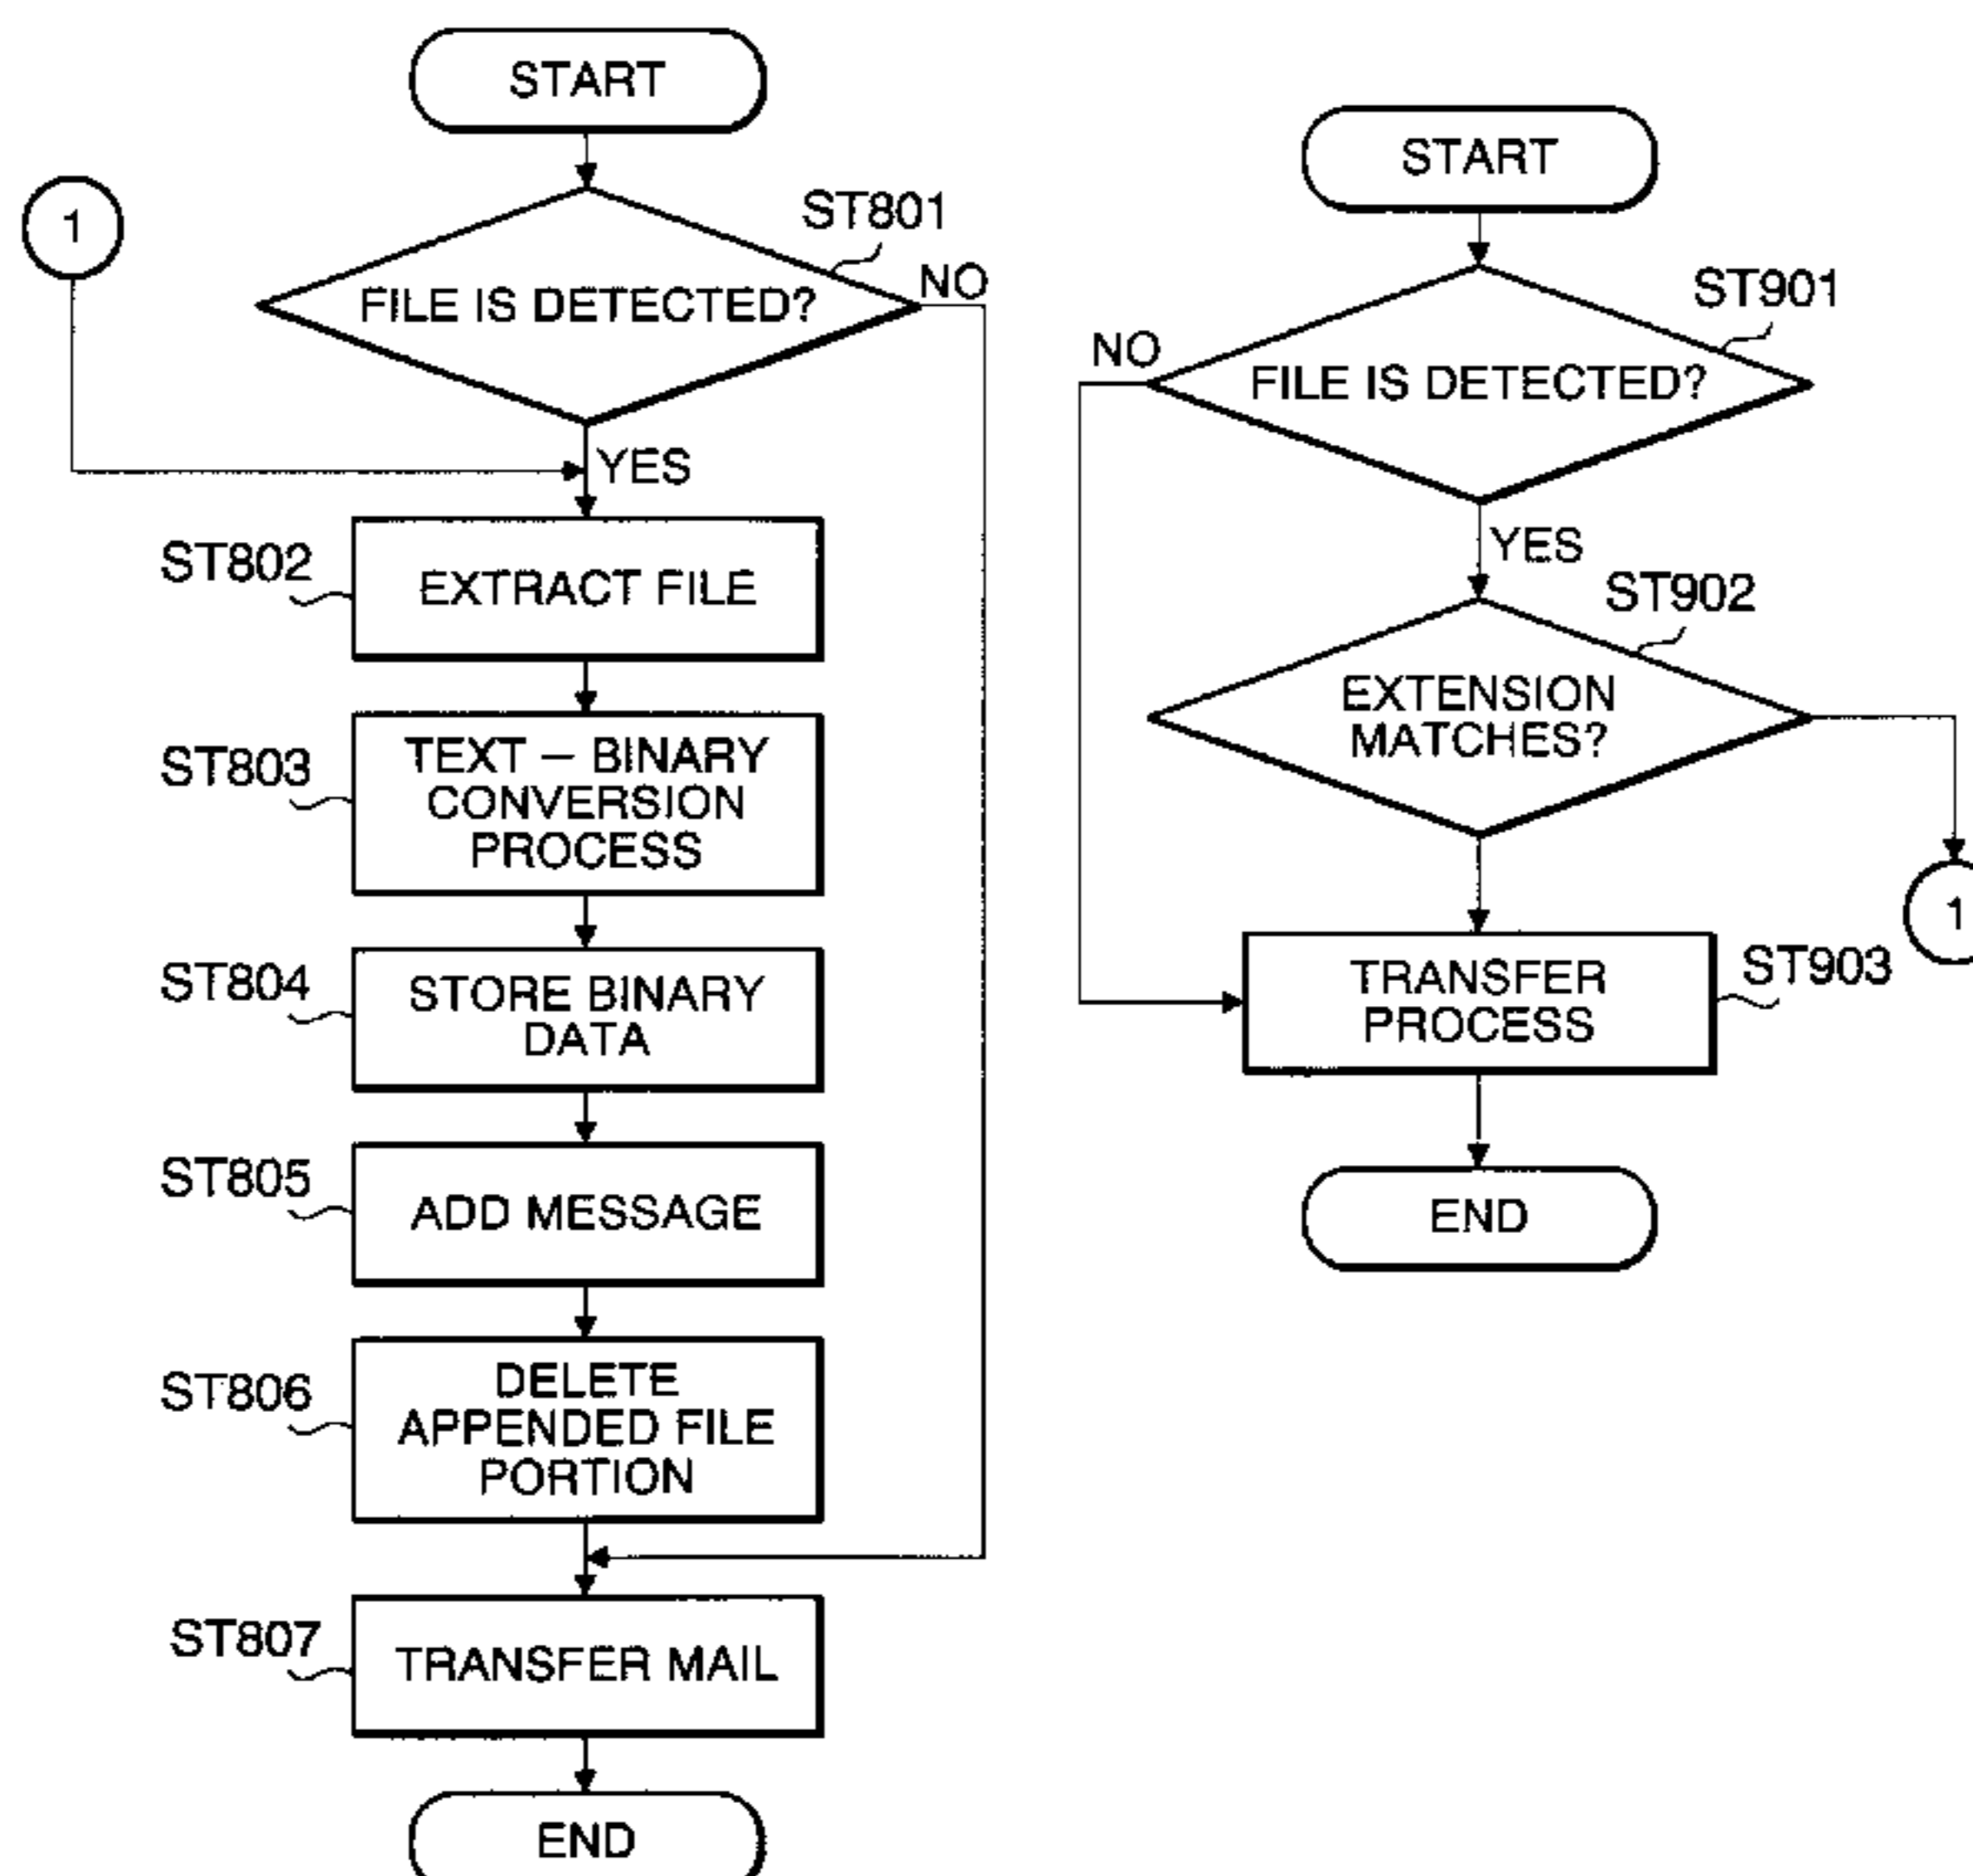 START
1
ST801
FILE IS DETECTED?
NO
YES
ST802
EXTRACT FILE
ST803
TEXT – BINARY
CONVERSION
PROCESS
ST804
STORE BINARY
DATA
ST805
ADD MESSAGE
ST806
DELETE
APPENDED FILE
PORTION
ST807
TRANSFER MAIL
END
START
ST901
NO
FILE IS DETECTED?
YES
ST902
EXTENSION
MATCHES?
1
TRANSFER
PROCESS
ST903
END